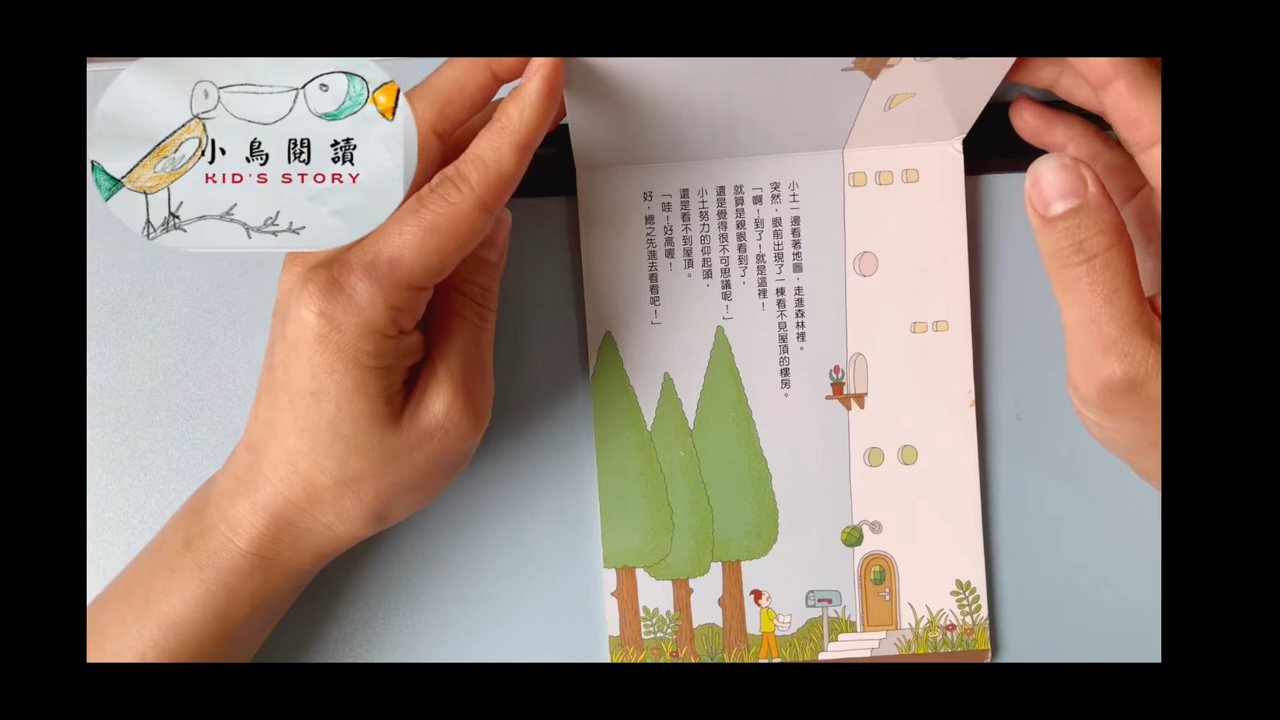 小鳥閱讀
KID'S STORY
小土一邊看著地圖，走進森林裡。
突然，眼前出現了一棟看不見屋頂的樓房。
「啊！到了！就是這裡！
就算是親眼看到了，
還是覺得很不可思議呢！」
小土努力的仰起頭，
還是看不到屋頂。
「哇！好高喔！
好，總之先進去看看吧！」